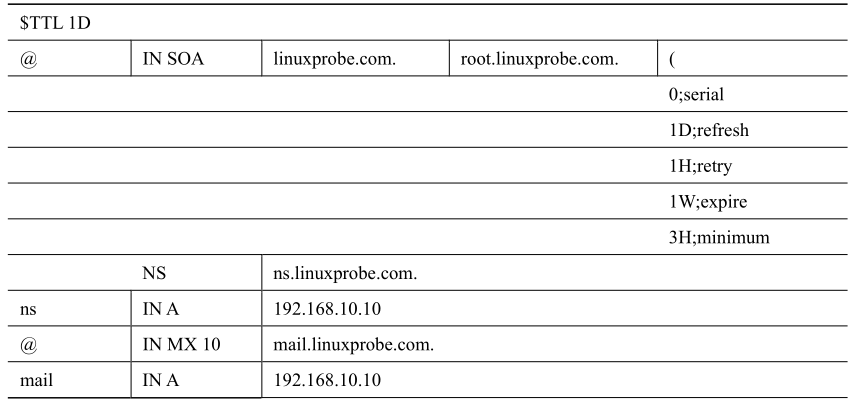 $TTL 1D
@ IN SOA linuxprobe.com. root.linuxprobe.com. (
0;serial
1D;refresh
1H;retry
1W;expire
3H;minimum
NS ns.linuxprobe.com.
ns IN A 192.168.10.10
@ IN MX 10 mail.linuxprobe.com.
mail IN A 192.168.10.10